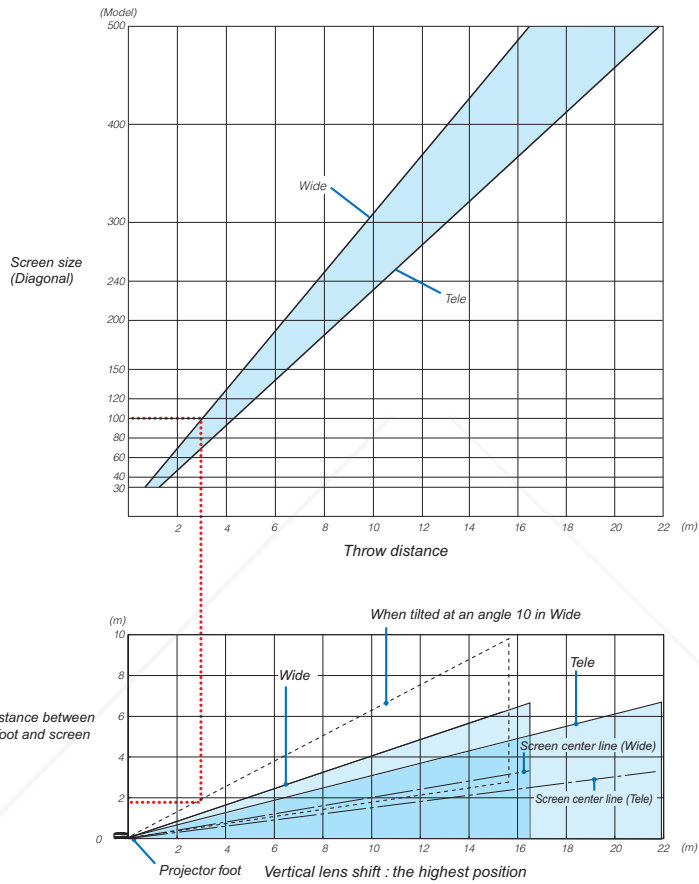 (Model)
500
400
Wide
300
Screen size
(Diagonal)
240
Tele
200
150
120
100
80
60
40
30
2 4 6 8 10 12 14 16 18 20 22 (m)
Throw distance
When tilted at an angle 10 in Wide
(m)
10
Wide
Tele
8
stance between
foot and screen
6
Screen center line (Wide)
4
Screen center line (Tele)
2
0
2 4 6 8 10 12 14 16 18 20 22 (m)
Projector foot
Vertical lens shift : the highest position